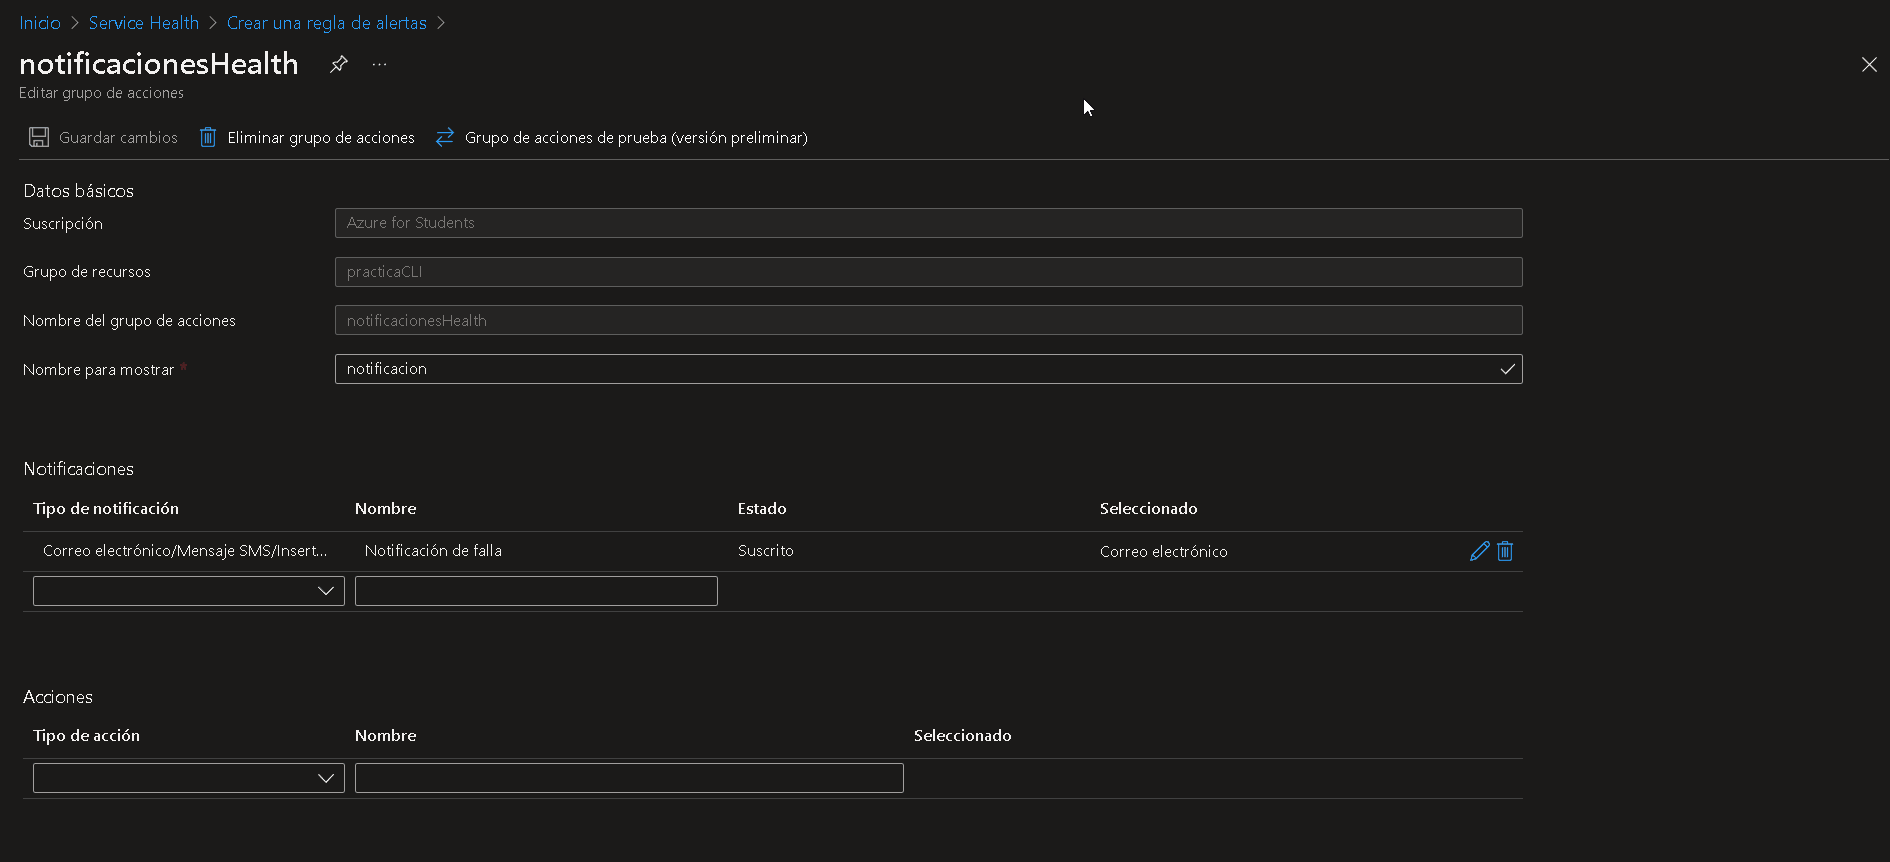 Inicio > Service Health > Crear una regla de alertas >
notificacionesHealth ...
Editar grupo de acciones
Guardar cambios Eliminar grupo de acciones Grupo de acciones de prueba (versión preliminar)
Datos básicos
Suscripción Azure for Students
Grupo de recursos practicaCLI
Nombre del grupo de acciones notificacionesHealth
Nombre para mostrar * notificacion
Notificaciones
Tipo de notificación Nombre Estado Seleccionado
Correo electrónico/Mensaje SMS/Insert... Notificación de falla Suscrito Correo electrónico
Acciones
Tipo de acción Nombre Seleccionado